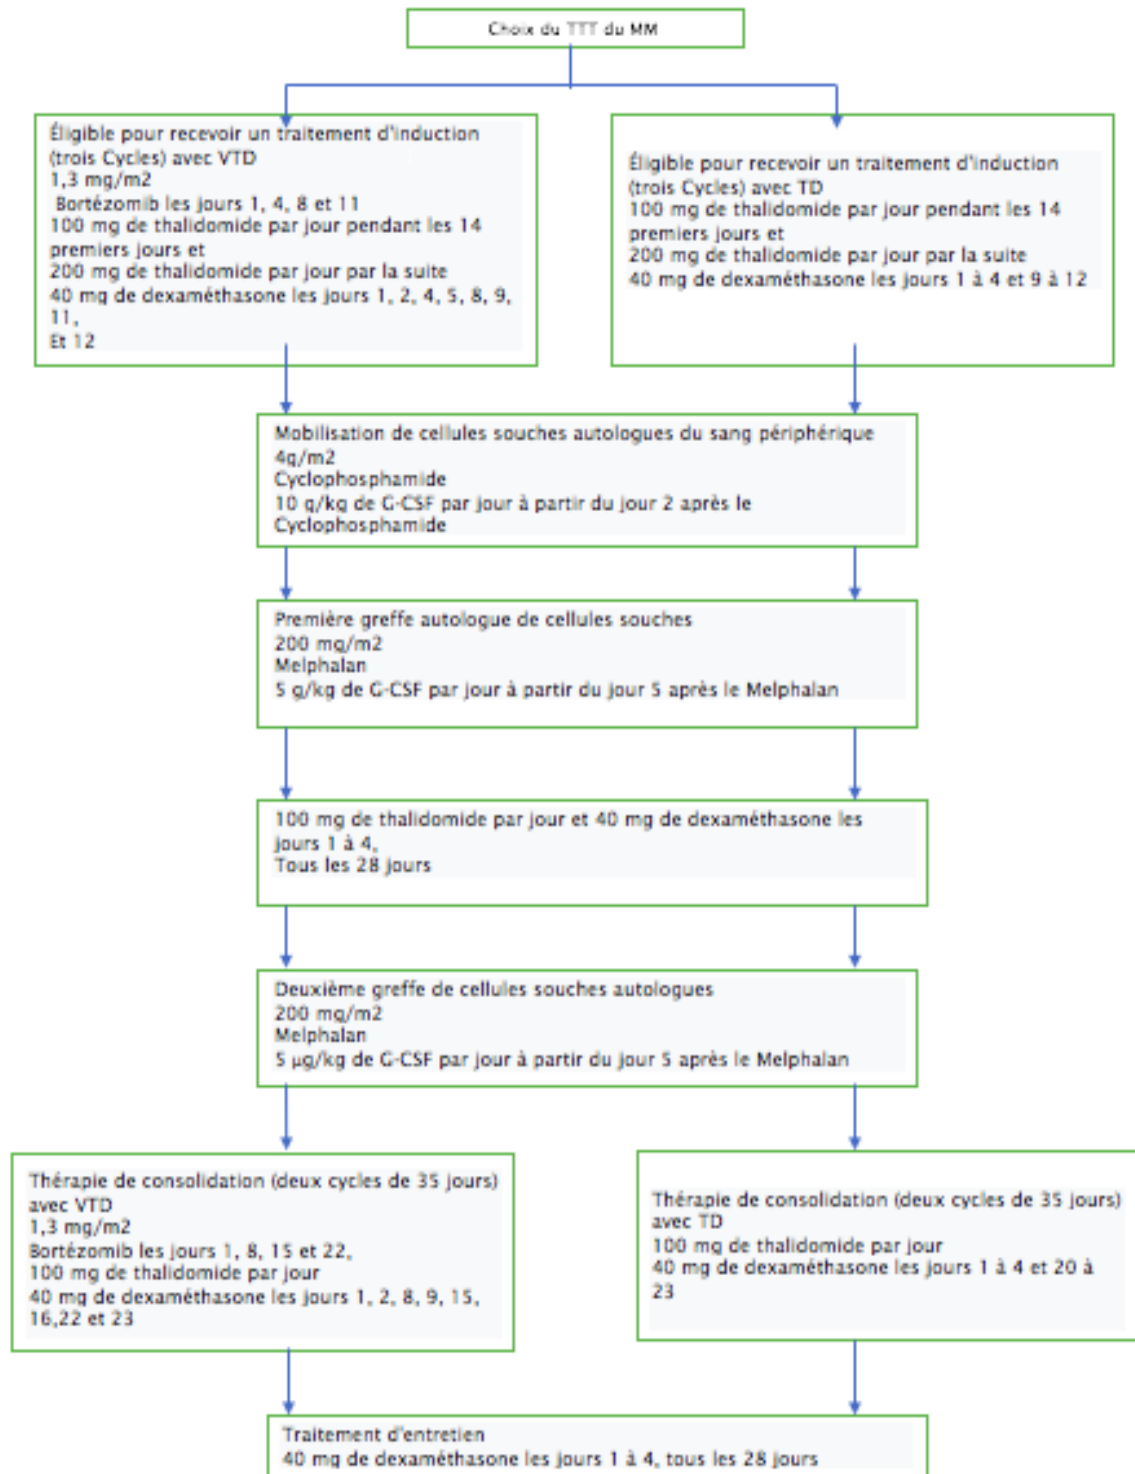 Choix du TTT du MM
Éligible pour recevoir un traitement d'induction
(trois Cycles) avec VTD
1,3 mg/m2
Bortézomib les jours 1, 4, 8 et 11
100 mg de thalidomide par jour pendant les 14
premiers jours et
200 mg de thalidomide par jour par la suite
40 mg de dexaméthasone les jours 1, 2, 4, 5, 8, 9,
11,
Et 12
Éligible pour recevoir un traitement d'induction
(trois Cycles) avec TD
100 mg de thalidomide par jour pendant les 14
premiers jours et
200 mg de thalidomide par jour par la suite
40 mg de dexaméthasone les jours 1 à 4 et 9 à 12
Mobilisation de cellules souches autologues du sang périphérique
4g/m2
Cyclophosphamide
10 g/kg de G-CSF par jour à partir du jour 2 après le
Cyclophosphamide
Première greffe autologue de cellules souches
200 mg/m2
Melphalan
5 g/kg de G-CSF par jour à partir du jour 5 après le Melphalan
100 mg de thalidomide par jour et 40 mg de dexaméthasone les
jours 1 à 4,
Tous les 28 jours
Deuxième greffe de cellules souches autologues
200 mg/m2
Melphalan
5 µg/kg de G-CSF par jour à partir du jour 5 après le Melphalan
Thérapie de consolidation (deux cycles de 35 jours)
avec VTD
1,3 mg/m2
Bortézomib les jours 1, 8, 15 et 22,
100 mg de thalidomide par jour
40 mg de dexaméthasone les jours 1, 2, 8, 9, 15,
16,22 et 23
Thérapie de consolidation (deux cycles de 35 jours)
avec TD
100 mg de thalidomide par jour
40 mg de dexaméthasone les jours 1 à 4 et 20 à
23
Traitement d'entretien
40 mg de dexaméthasone les jours 1 à 4, tous les 28 jours